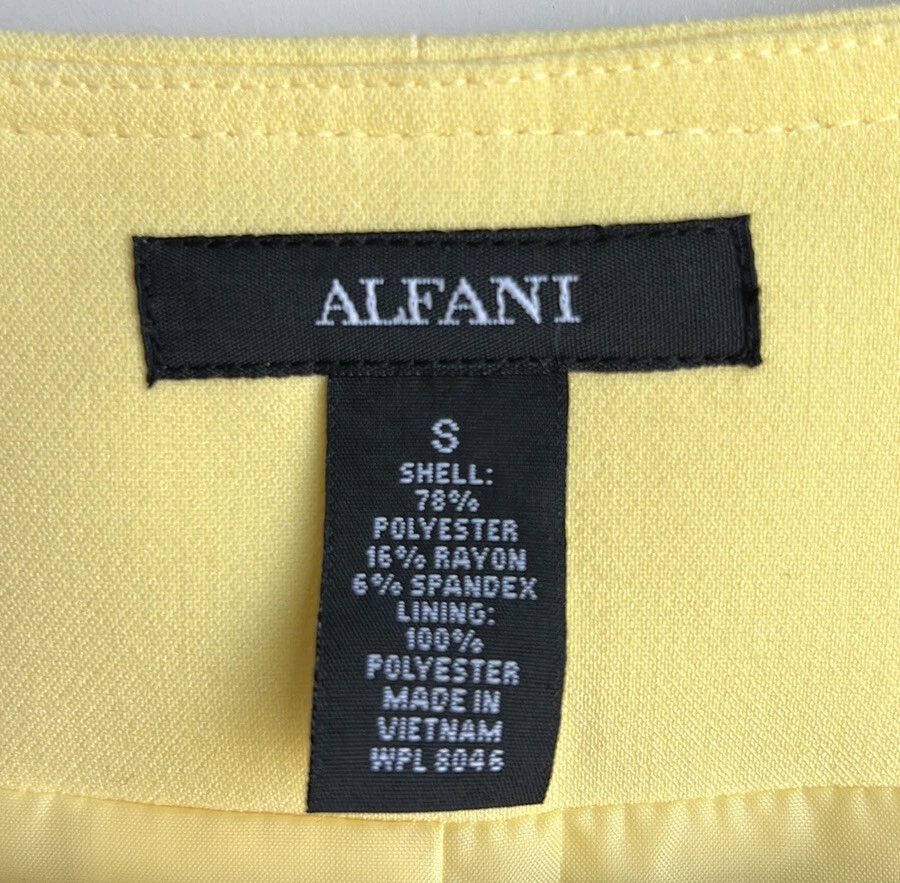 ALFANI
S
SHELL:
78%
POLYESTER
16% RAYON
6% SPANDEX
LINING:
100%
POLYESTER
MADE IN
VIETNAM
WPL 8046